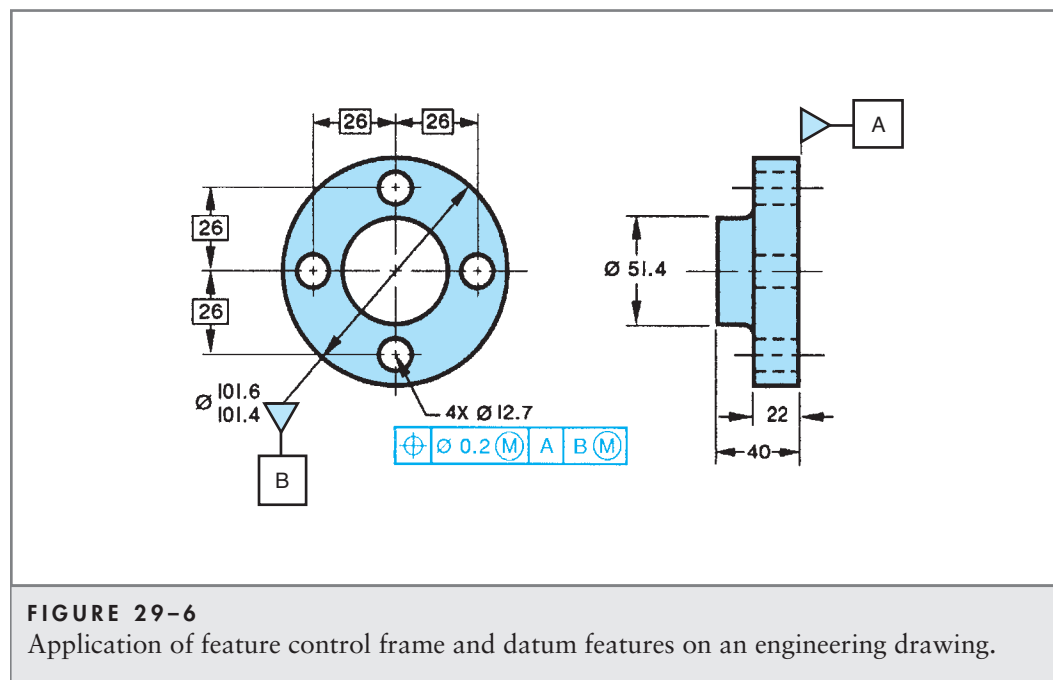 26 26
A
26
Ø 51.4
26
Ø 101.6
101.4
4X Ø 12.7
22
⌖ Ø 0.2 Ⓜ A B Ⓜ
40
B
FIGURE 29–6
Application of feature control frame and datum features on an engineering drawing.